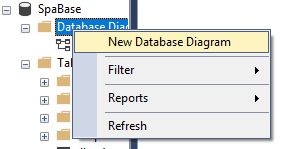 SpaBase
Database Diag
New Database Diagram
Filter
Reports
Refresh